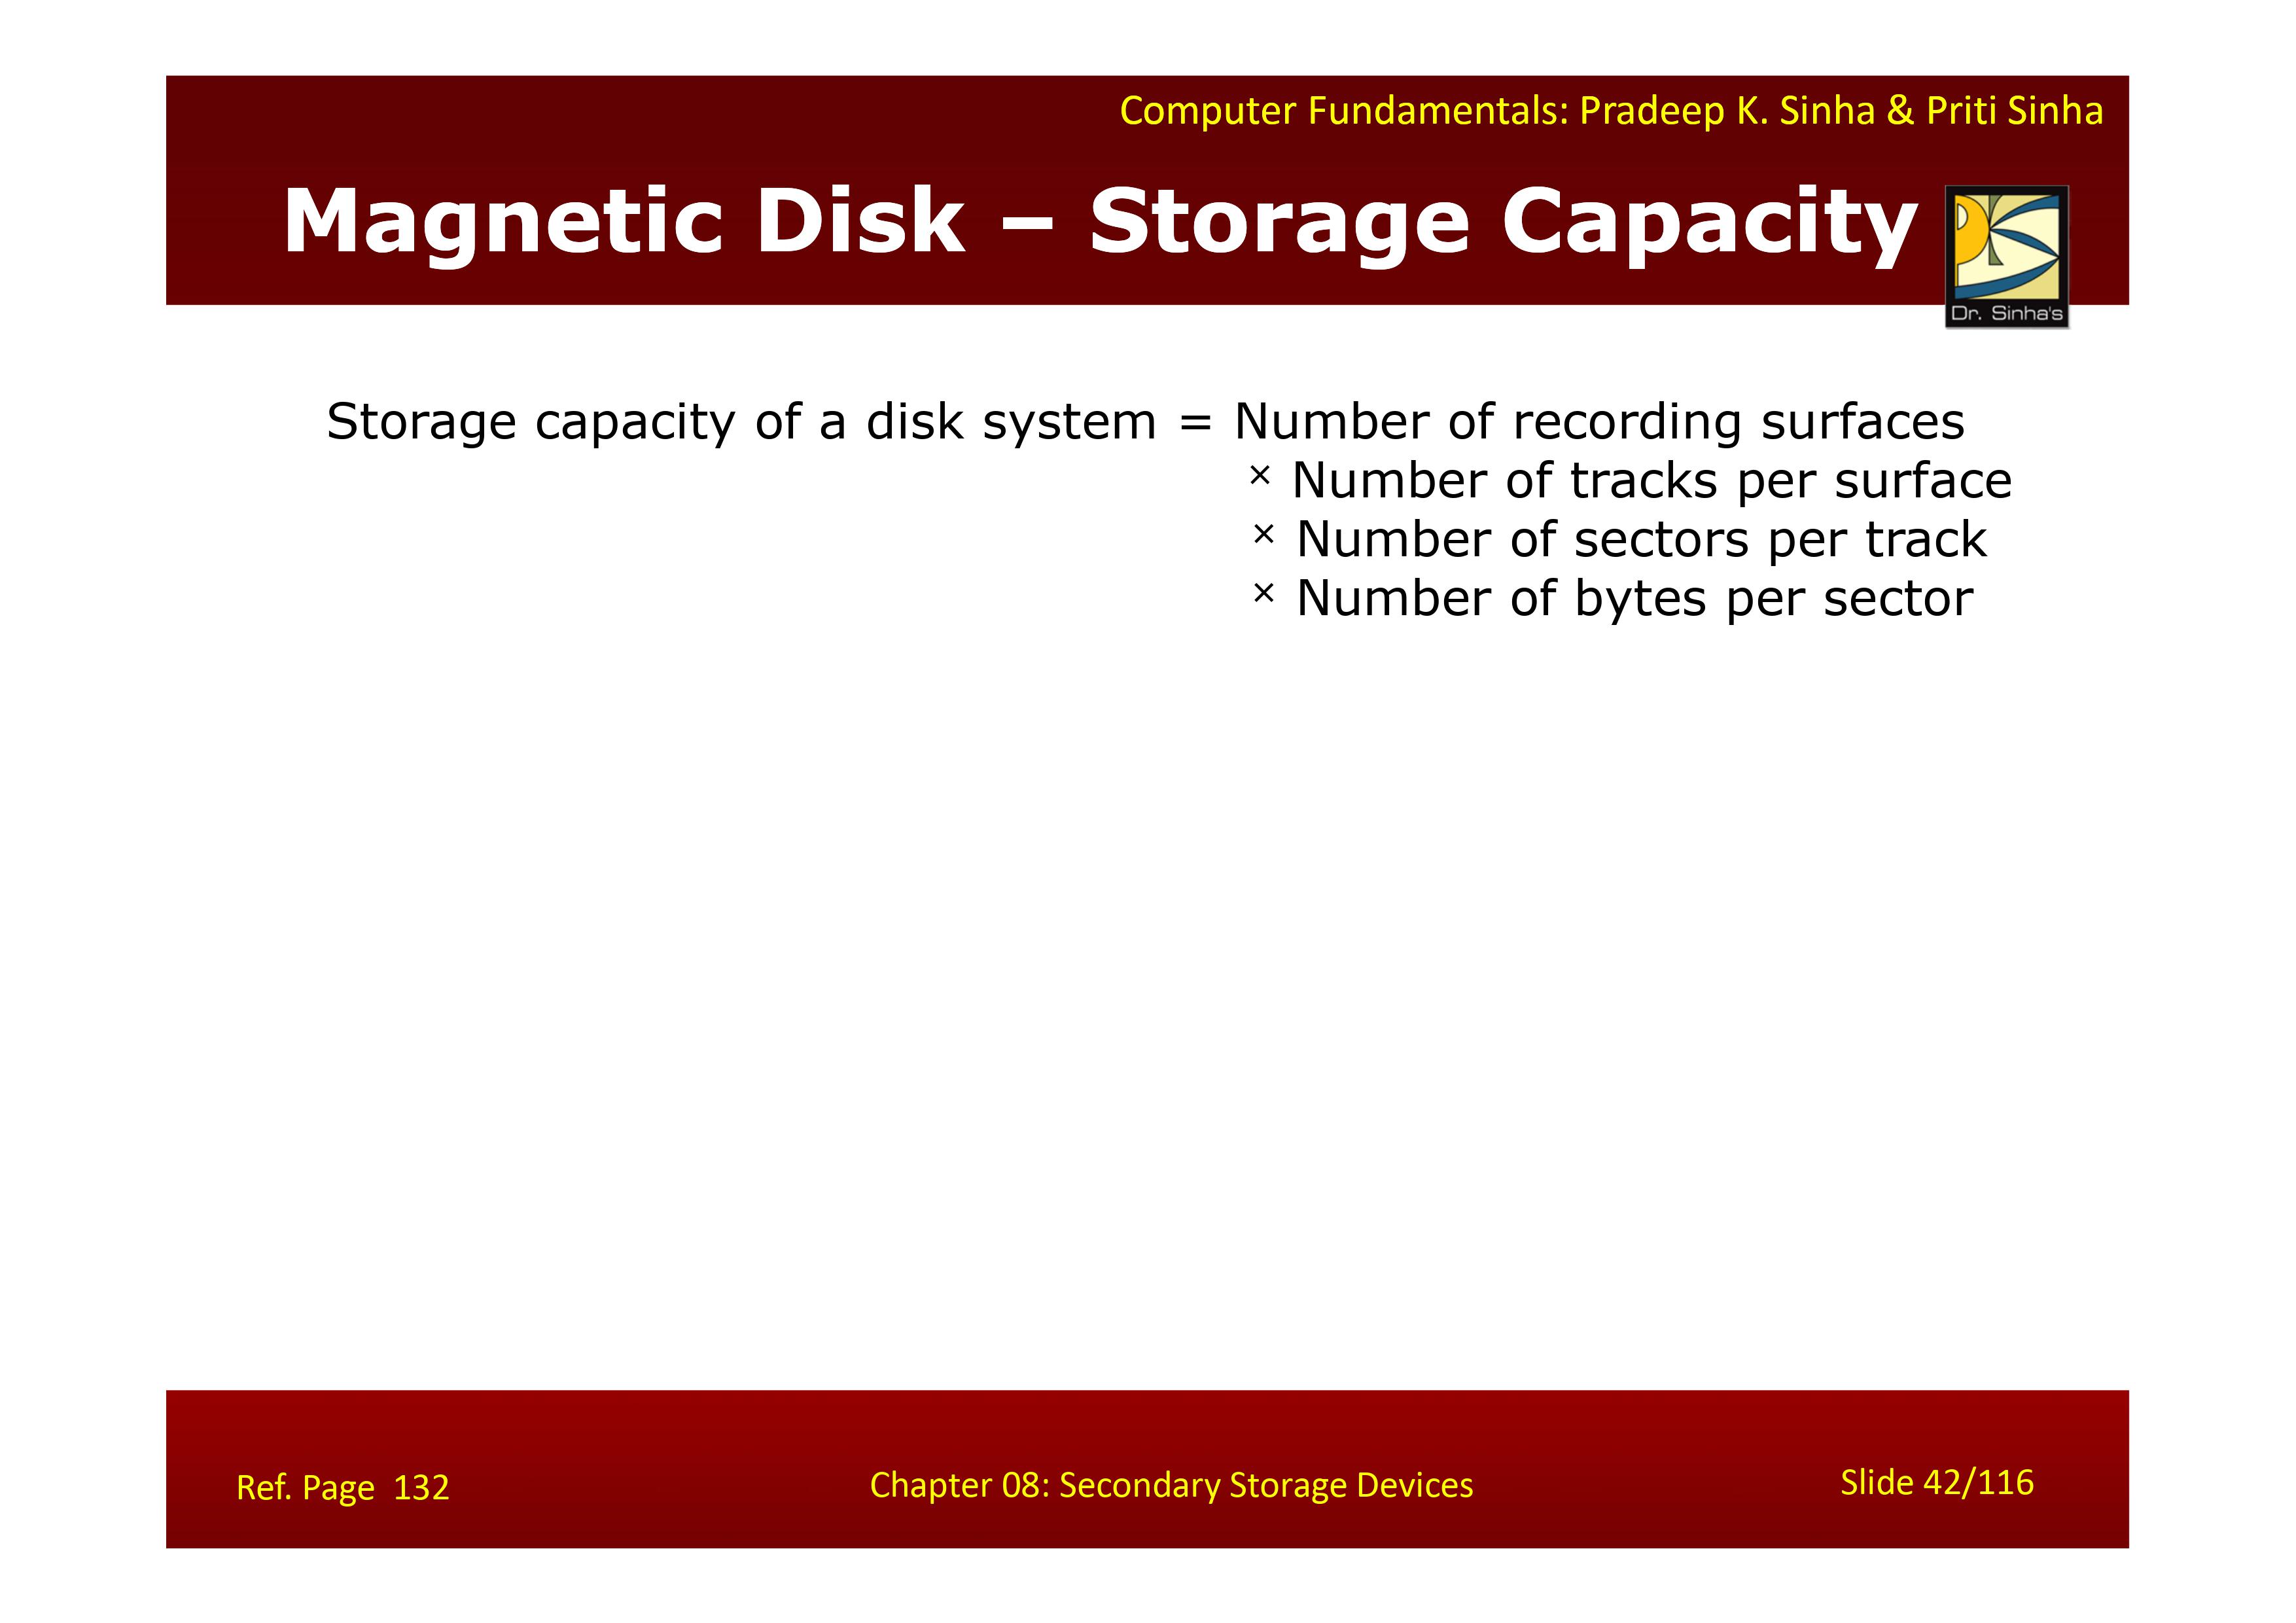 Computer Fundamentals: Pradeep K. Sinha & Priti Sinha
Magnetic Disk – Storage Capacity
Dr. Sinha's
Storage capacity of a disk system = Number of recording surfaces
× Number of tracks per surface
× Number of sectors per track
× Number of bytes per sector
Ref. Page 132
Chapter 08: Secondary Storage Devices
Slide 42/116